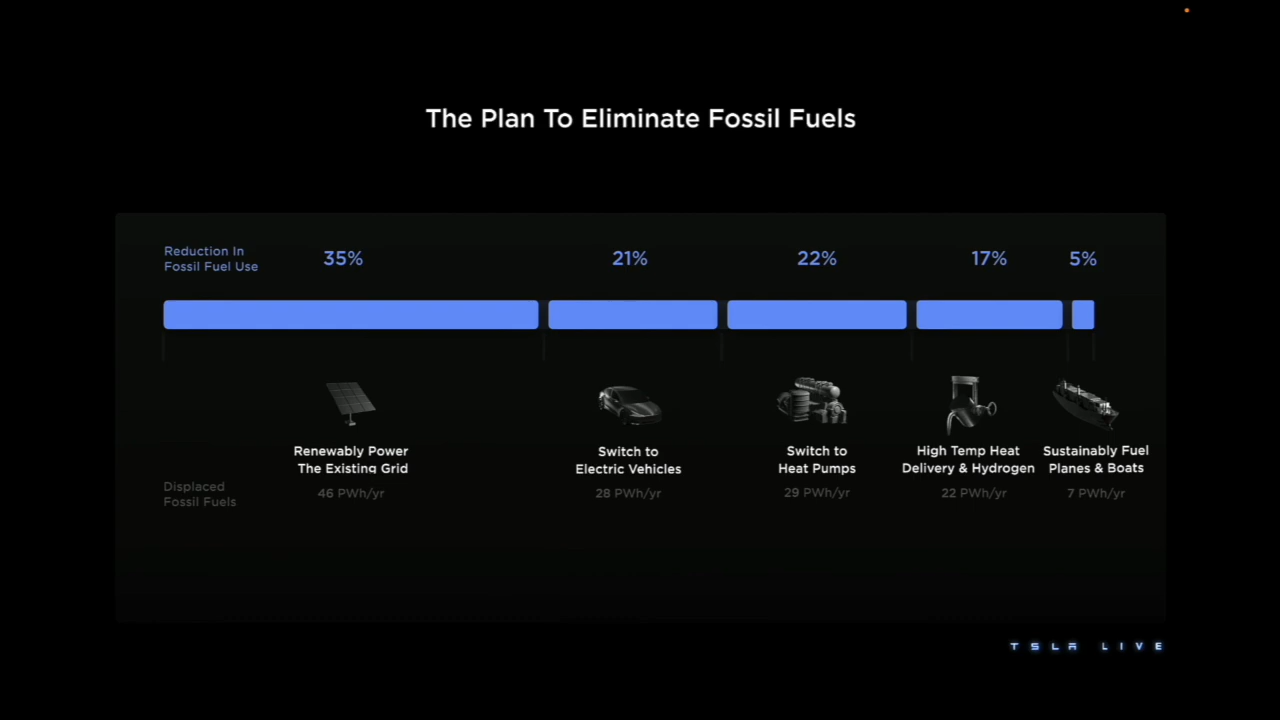 The Plan To Eliminate Fossil Fuels
Reduction In
Fossil Fuel Use
35%
21%
22%
17%
5%
Renewably Power
The Existing Grid
Switch to
Electric Vehicles
Switch to
Heat Pumps
High Temp Heat
Delivery & Hydrogen
Sustainably Fuel
Planes & Boats
Displaced
Fossil Fuels
46 PWh/yr
28 PWh/yr
29 PWh/yr
22 PWh/yr
7 PWh/yr
TSLA LIVE